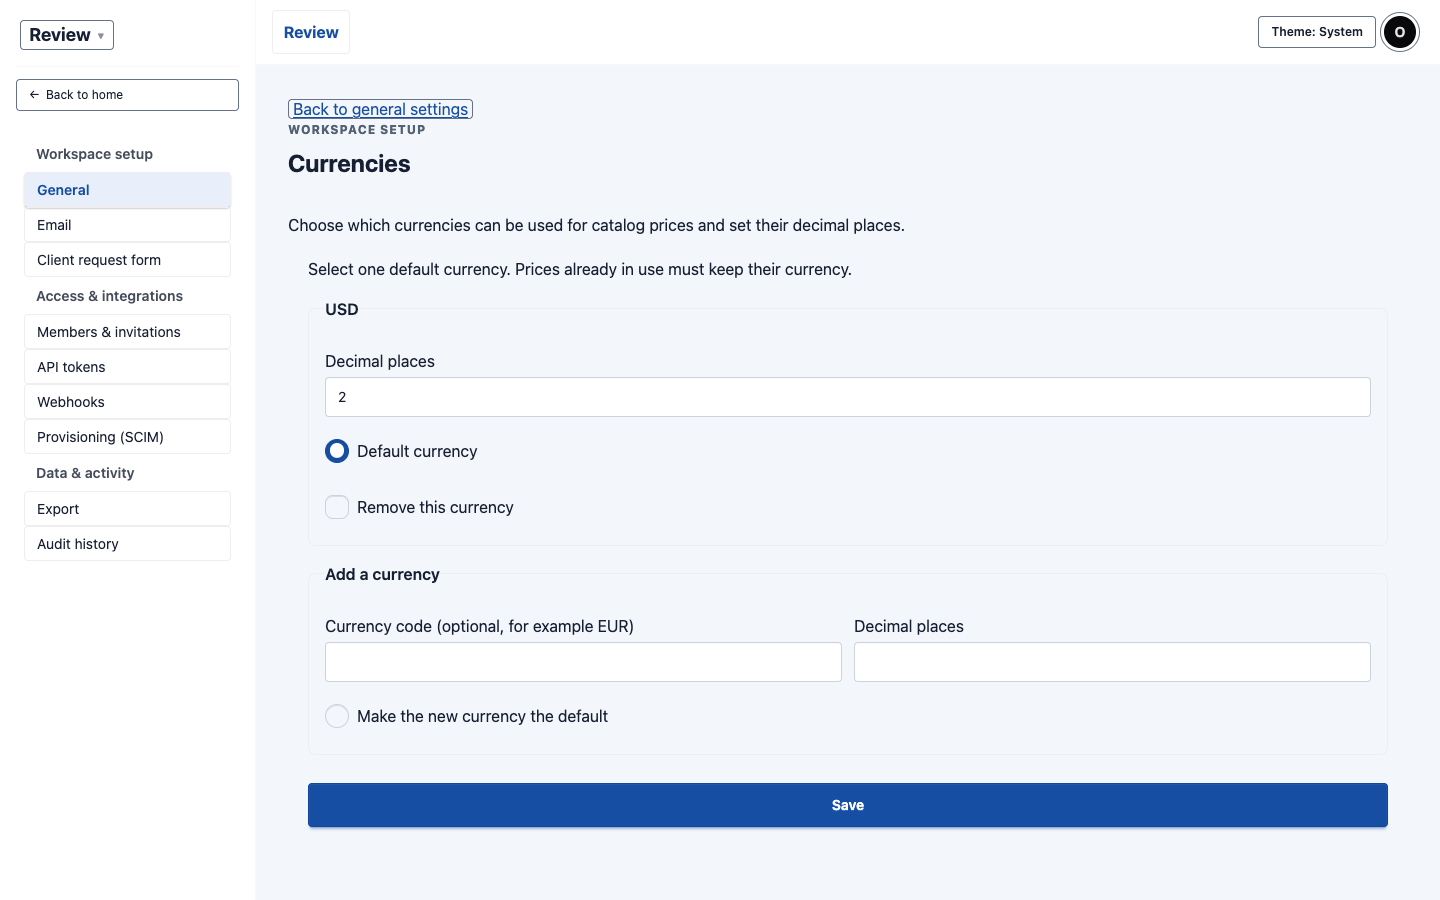 Review ▾
Review
Theme: System
O
← Back to home
Workspace setup
General
Email
Client request form
Access & integrations
Members & invitations
API tokens
Webhooks
Provisioning (SCIM)
Data & activity
Export
Audit history
Back to general settings
WORKSPACE SETUP
Currencies
Choose which currencies can be used for catalog prices and set their decimal places.
Select one default currency. Prices already in use must keep their currency.
USD
Decimal places
2
Default currency
Remove this currency
Add a currency
Currency code (optional, for example EUR)
Decimal places
Make the new currency the default
Save